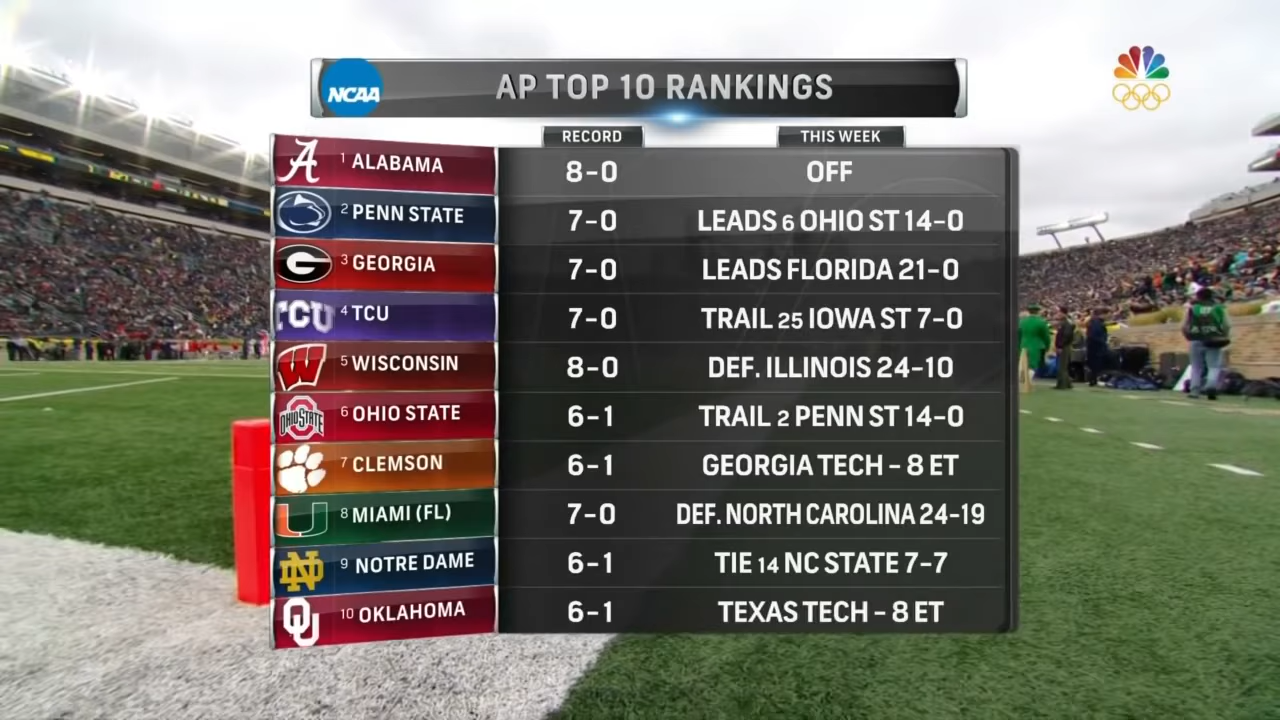 NCAA
AP TOP 10 RANKINGS
RECORD THIS WEEK
1 ALABAMA 8-0 OFF
2 PENN STATE 7-0 LEADS 6 OHIO ST 14-0
3 GEORGIA 7-0 LEADS FLORIDA 21-0
TCU 4 TCU 7-0 TRAIL 25 IOWA ST 7-0
5 WISCONSIN 8-0 DEF. ILLINOIS 24-10
OHIO STATE 6 OHIO STATE 6-1 TRAIL 2 PENN ST 14-0
7 CLEMSON 6-1 GEORGIA TECH - 8 ET
8 MIAMI (FL) 7-0 DEF. NORTH CAROLINA 24-19
9 NOTRE DAME 6-1 TIE 14 NC STATE 7-7
10 OKLAHOMA 6-1 TEXAS TECH - 8 ET